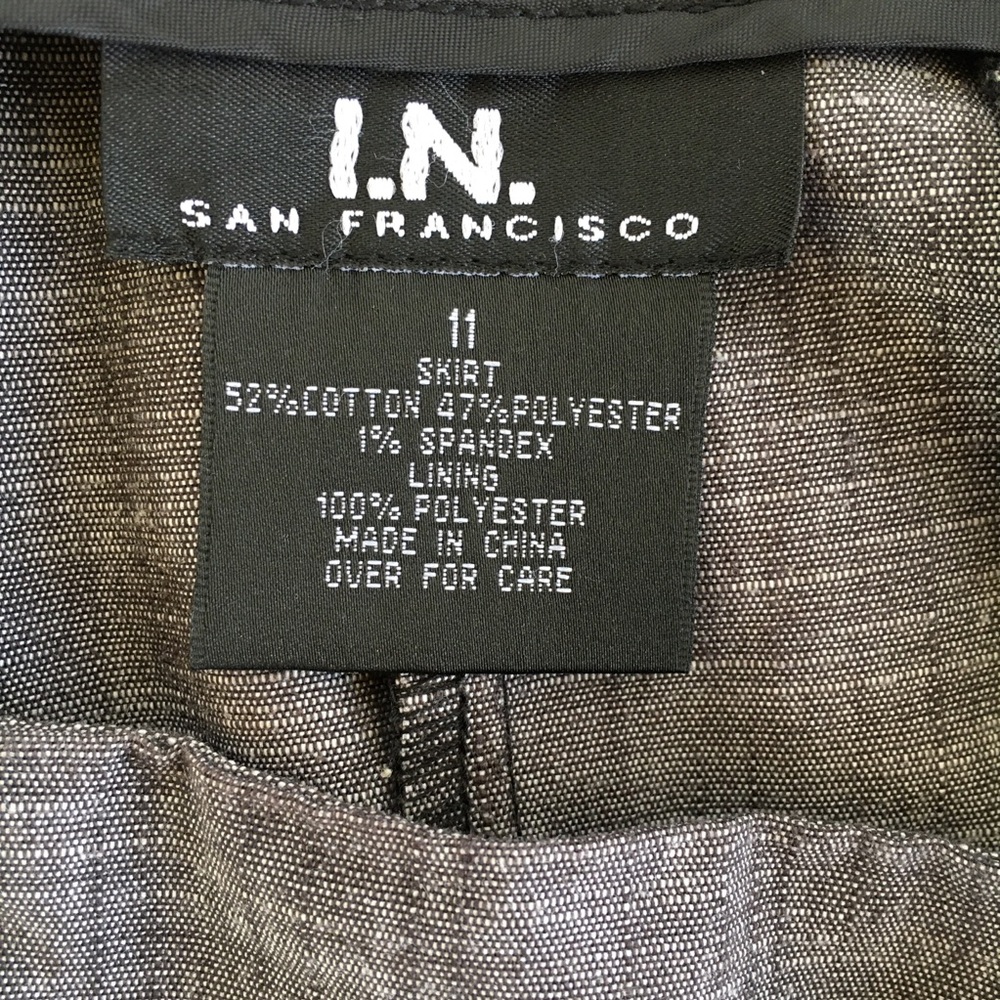 I.N.
SAN FRANCISCO
11
SKIRT
52%COTTON 47%POLYESTER
1% SPANDEX
LINING
100% POLYESTER
MADE IN CHINA
OVER FOR CARE